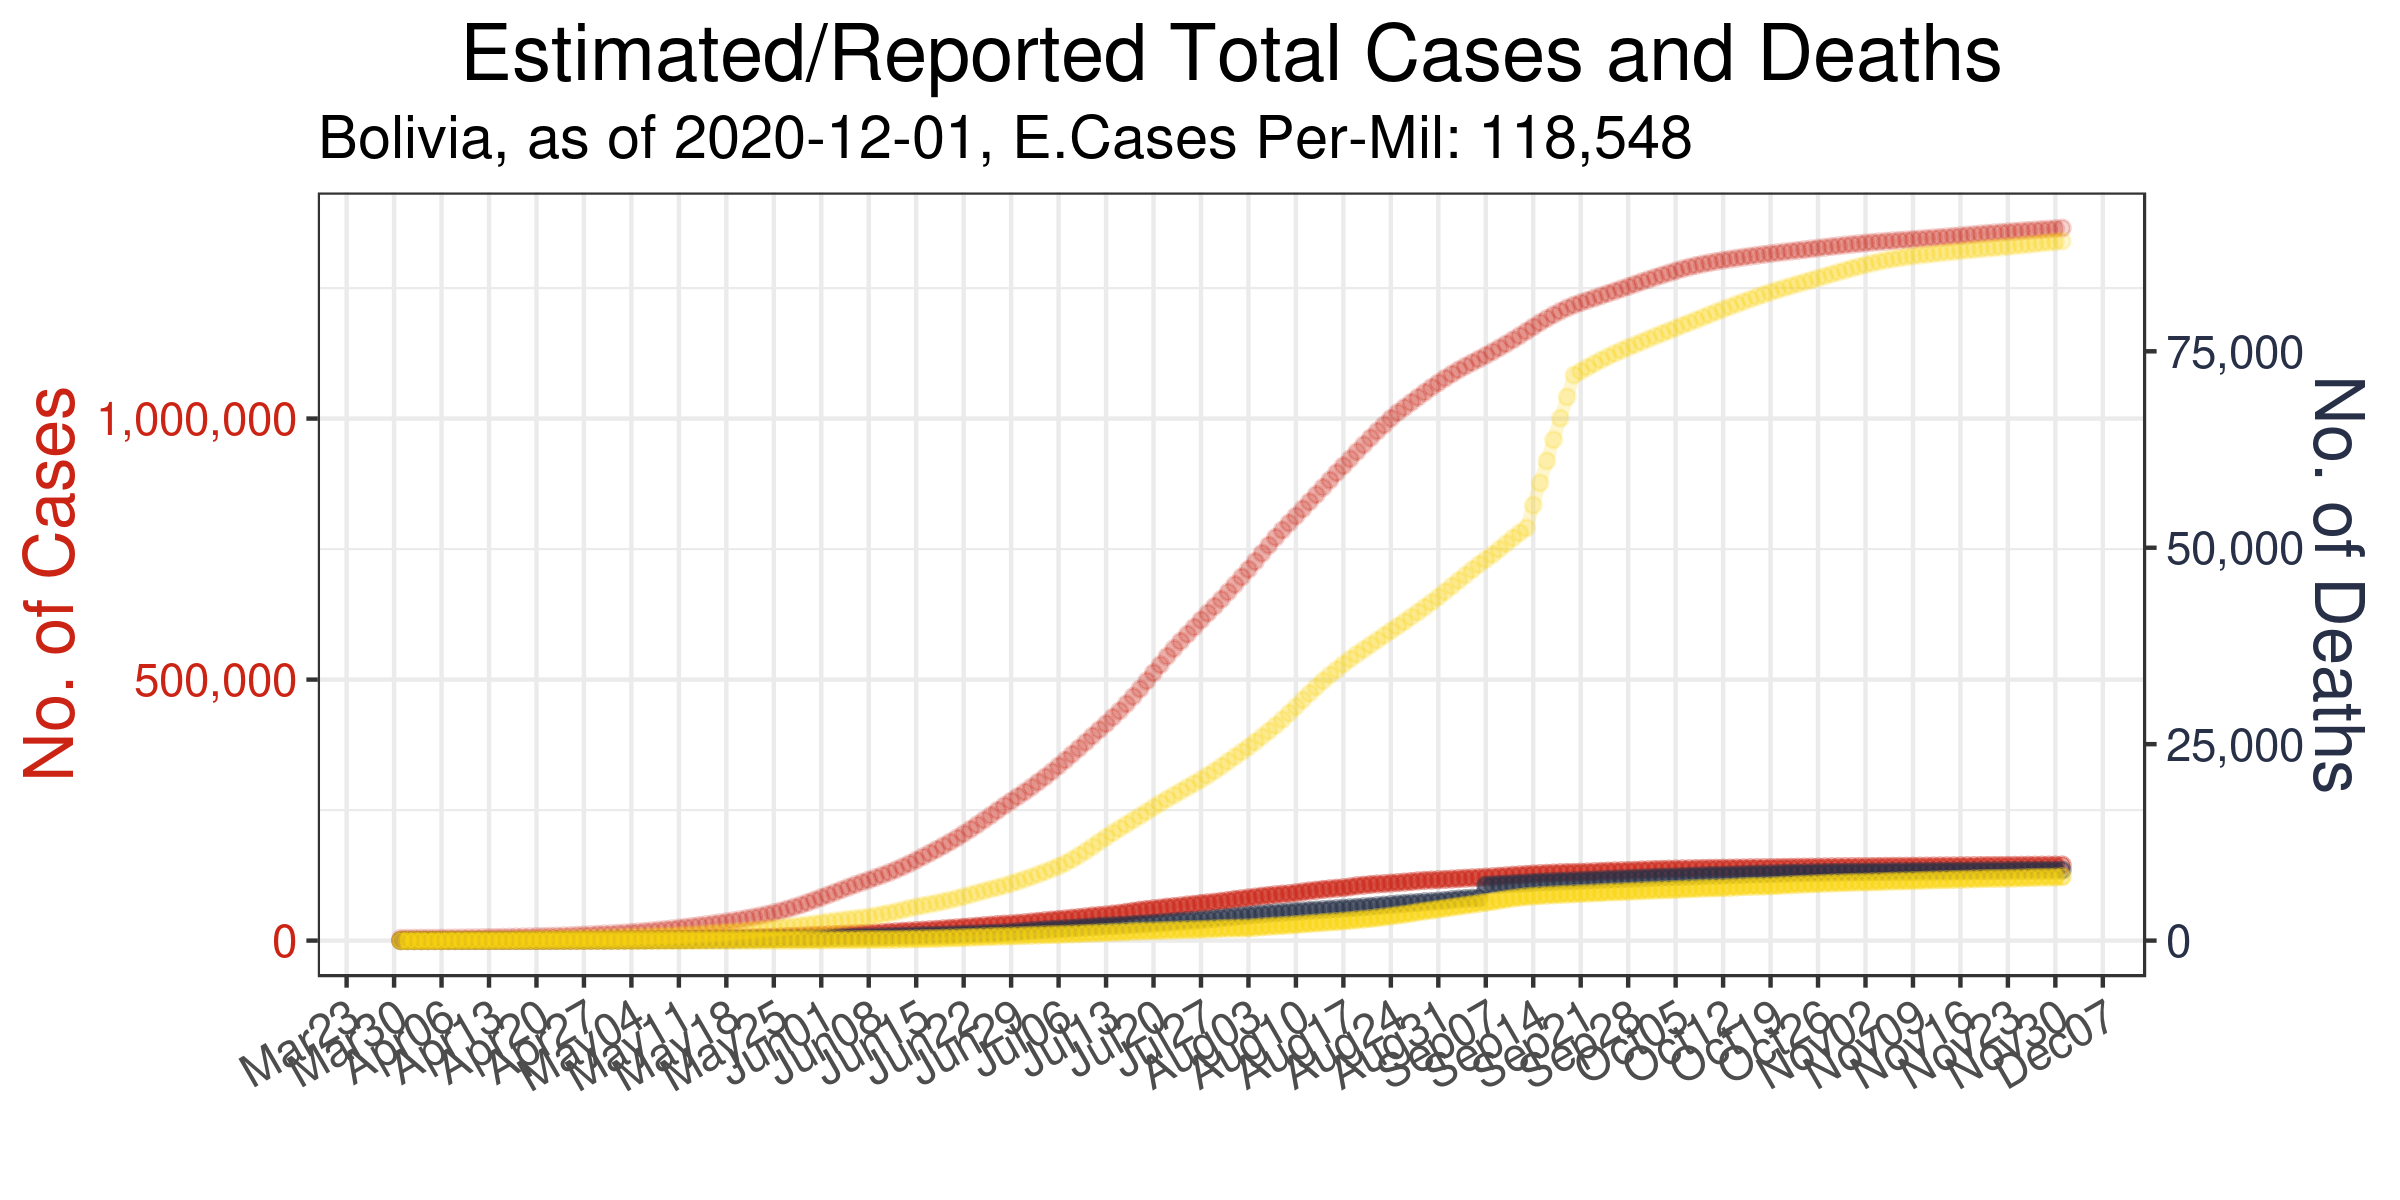 Estimated/Reported Total Cases and Deaths
Bolivia, as of 2020-12-01, E.Cases Per-Mil: 118,548
No. of Cases
1,000,000
500,000
0
75,000
50,000
25,000
0
No. of Deaths
Mar23
Mar30
Apr06
Apr13
Apr20
Apr27
May04
May11
May18
May25
Jun01
Jun08
Jun15
Jun22
Jun29
Jul06
Jul13
Jul20
Jul27
Aug03
Aug10
Aug17
Aug24
Aug31
Sep07
Sep14
Sep21
Sep28
Oct05
Oct12
Oct19
Oct26
Nov02
Nov09
Nov16
Nov23
Nov30
Dec07